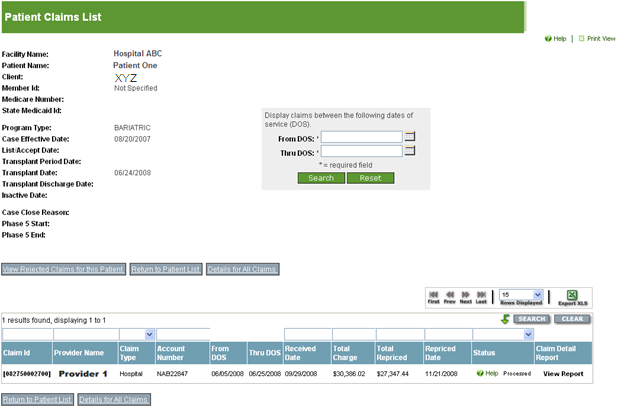 Patient Claims List
Help | Print View
Facility Name: Hospital ABC
Patient Name: Patient One
Client: XYZ
Member Id: Not Specified
Medicare Number:
State Medicaid Id:
Program Type: BARIATRIC
Case Effective Date: 08/20/2007
List/Accept Date:
Transplant Period Date:
Transplant Date: 06/24/2008
Transplant Discharge Date:
Inactive Date:
Case Close Reason:
Phase 5 Start:
Phase 5 End:
Display claims between the following dates of
service (DOS).
From DOS: *
Thru DOS: *
* = required field
Search Reset
View Rejected Claims for this Patient Return to Patient List Details for All Claims
First Prev Next Last 15 Rows Displayed Export XLS
1 results found, displaying 1 to 1 SEARCH CLEAR
Claim Id Provider Name Claim Type Account Number From DOS Thru DOS Received Date Total Charge Total Repriced Repriced Date Status Claim Detail Report
[082750002700] Provider 1 Hospital NAB22847 06/05/2008 06/25/2008 09/29/2008 $30,386.02 $27,347.44 11/21/2008 Help Processed View Report
Return to Patient List Details for All Claims